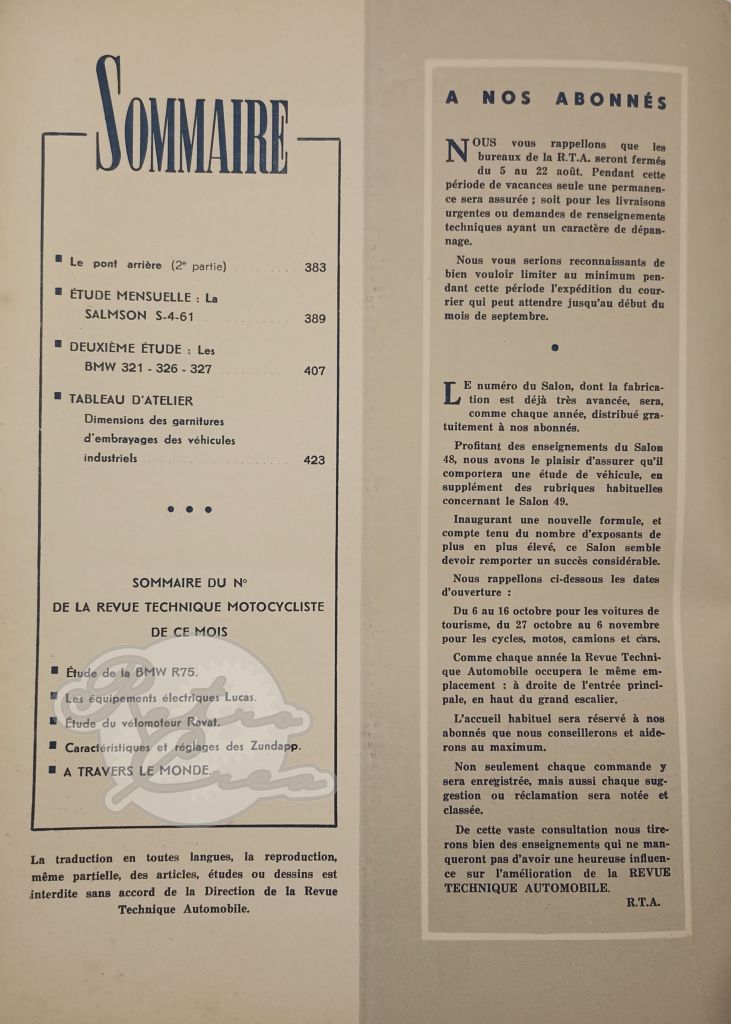 SOMMAIRE
Le pont arrière (2e partie) ........ 383
ÉTUDE MENSUELLE : La
SALMSON S-4-61 ........ 389
DEUXIÈME ÉTUDE : Les
BMW 321 - 326 - 327 ........ 407
TABLEAU D'ATELIER
Dimensions des garnitures
d'embrayages des véhicules
industriels ........ 423
• • •
SOMMAIRE DU No
DE LA REVUE TECHNIQUE MOTOCYCLISTE
DE CE MOIS
Étude de la BMW R75.
Les équipements électriques Lucas.
Étude du vélomoteur Ravat.
Caractéristiques et réglages des Zundapp.
A TRAVERS LE MONDE.
Retro Crea
La traduction en toutes langues, la reproduction,
même partielle, des articles, études ou dessins est
interdite sans accord de la Direction de la Revue
Technique Automobile.
A NOS ABONNÉS
NOUS vous rappellons que les
bureaux de la R.T.A. seront fermés
du 5 au 22 août. Pendant cette
période de vacances seule une permanen-
ce sera assurée ; soit pour les livraisons
urgentes ou demandes de renseignements
techniques ayant un caractère de dépan-
nage.
Nous vous serions reconnaissants de
bien vouloir limiter au minimum pen-
dant cette période l'expédition du cour-
rier qui peut attendre jusqu'au début du
mois de septembre.
•
LE numéro du Salon, dont la fabrica-
tion est déjà très avancée, sera,
comme chaque année, distribué gra-
tuitement à nos abonnés.
Profitant des enseignements du Salon
48, nous avons le plaisir d'assurer qu'il
comportera une étude de véhicule, en
supplément des rubriques habituelles
concernant le Salon 49.
Inaugurant une nouvelle formule, et
compte tenu du nombre d'exposants de
plus en plus élevé, ce Salon semble
devoir remporter un succès considérable.
Nous rappellons ci-dessous les dates
d'ouverture :
Du 6 au 16 octobre pour les voitures de
tourisme, du 27 octobre au 6 novembre
pour les cycles, motos, camions et cars.
Comme chaque année la Revue Techni-
que Automobile occupera le même em-
placement : à droite de l'entrée princi-
pale, en haut du grand escalier.
L'accueil habituel sera réservé à nos
abonnés que nous conseillerons et aide-
rons au maximum.
Non seulement chaque commande y
sera enregistrée, mais aussi chaque sug-
gestion ou réclamation sera notée et
classée.
De cette vaste consultation nous tire-
rons bien des enseignements qui ne man-
queront pas d'avoir une heureuse influen-
ce sur l'amélioration de la REVUE
TECHNIQUE AUTOMOBILE.
R.T.A.